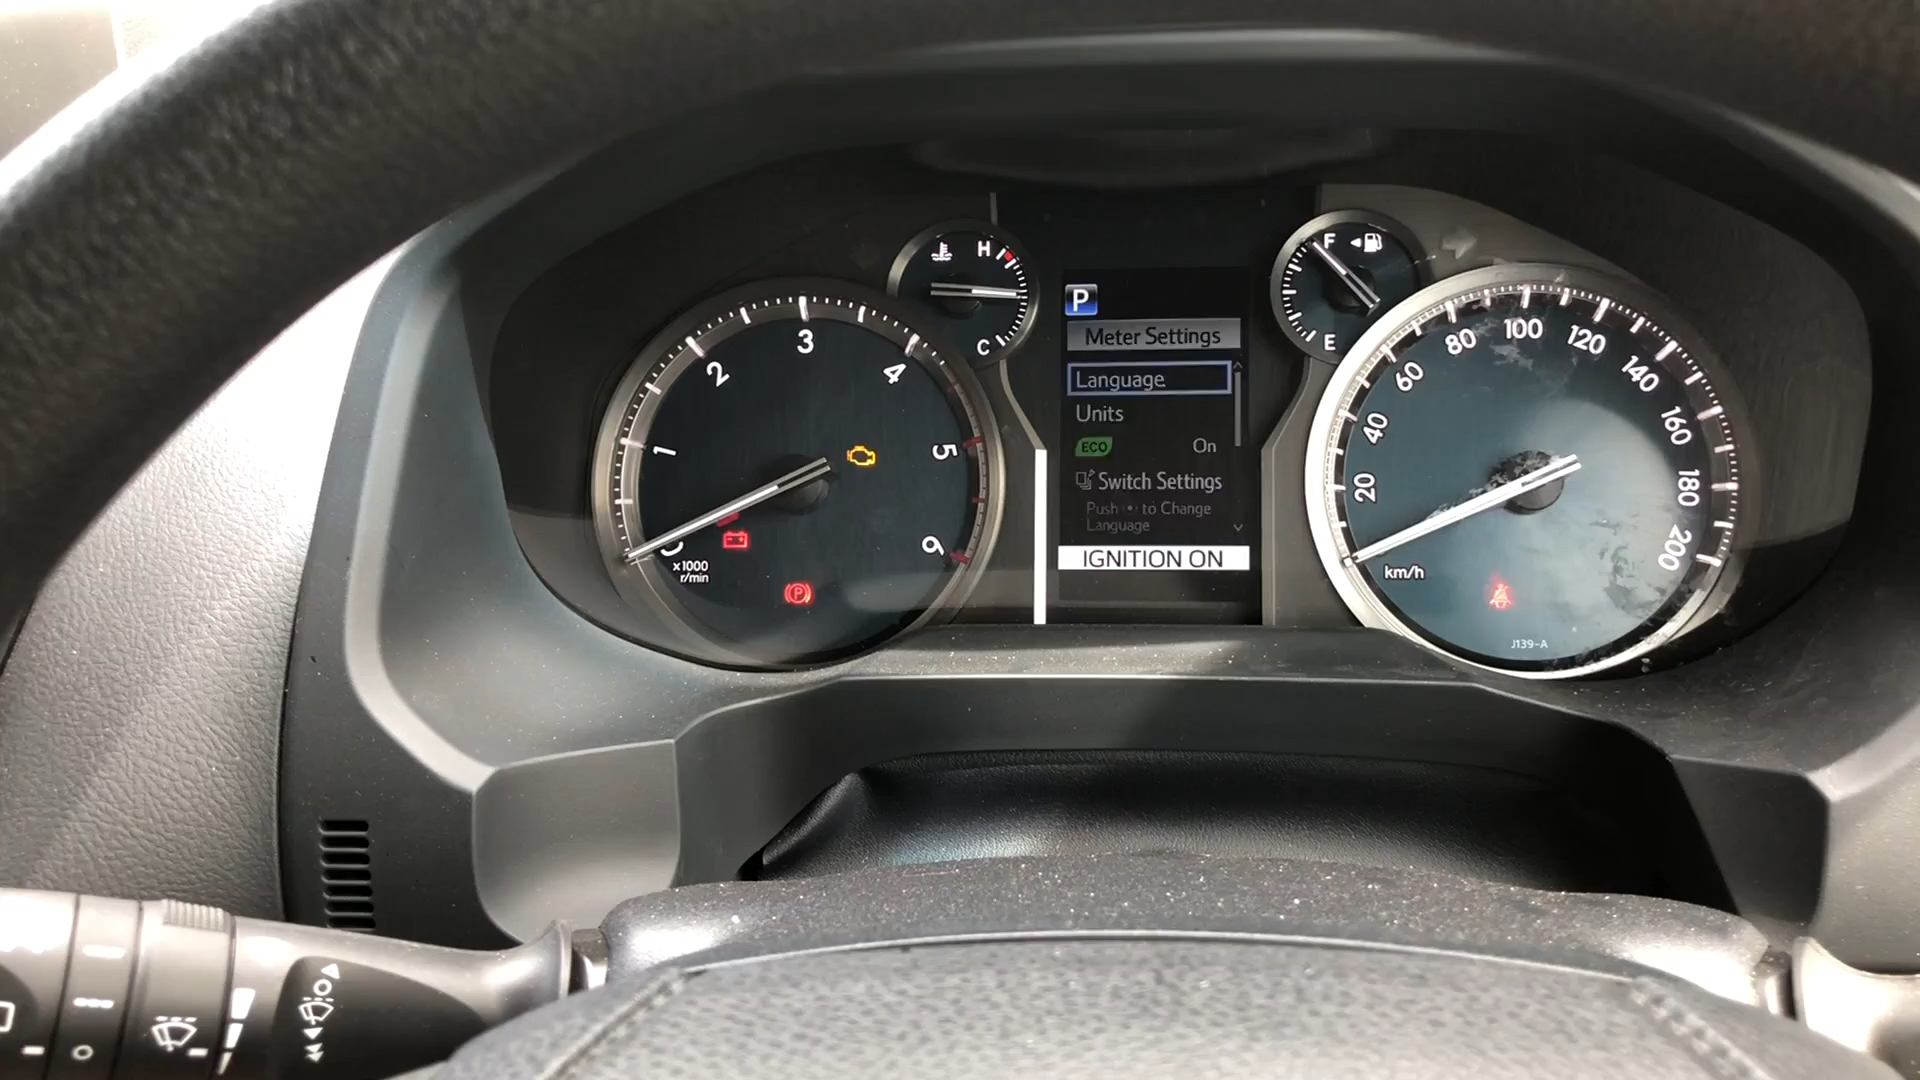 1
2
3
4
5
6
x1000
r/min
H
C
P
Meter Settings
Language
Units
ECO On
Switch Settings
Push to Change
Language
IGNITION ON
F
E
20
40
60
80
100
120
140
160
180
200
km/h
P
J139-A